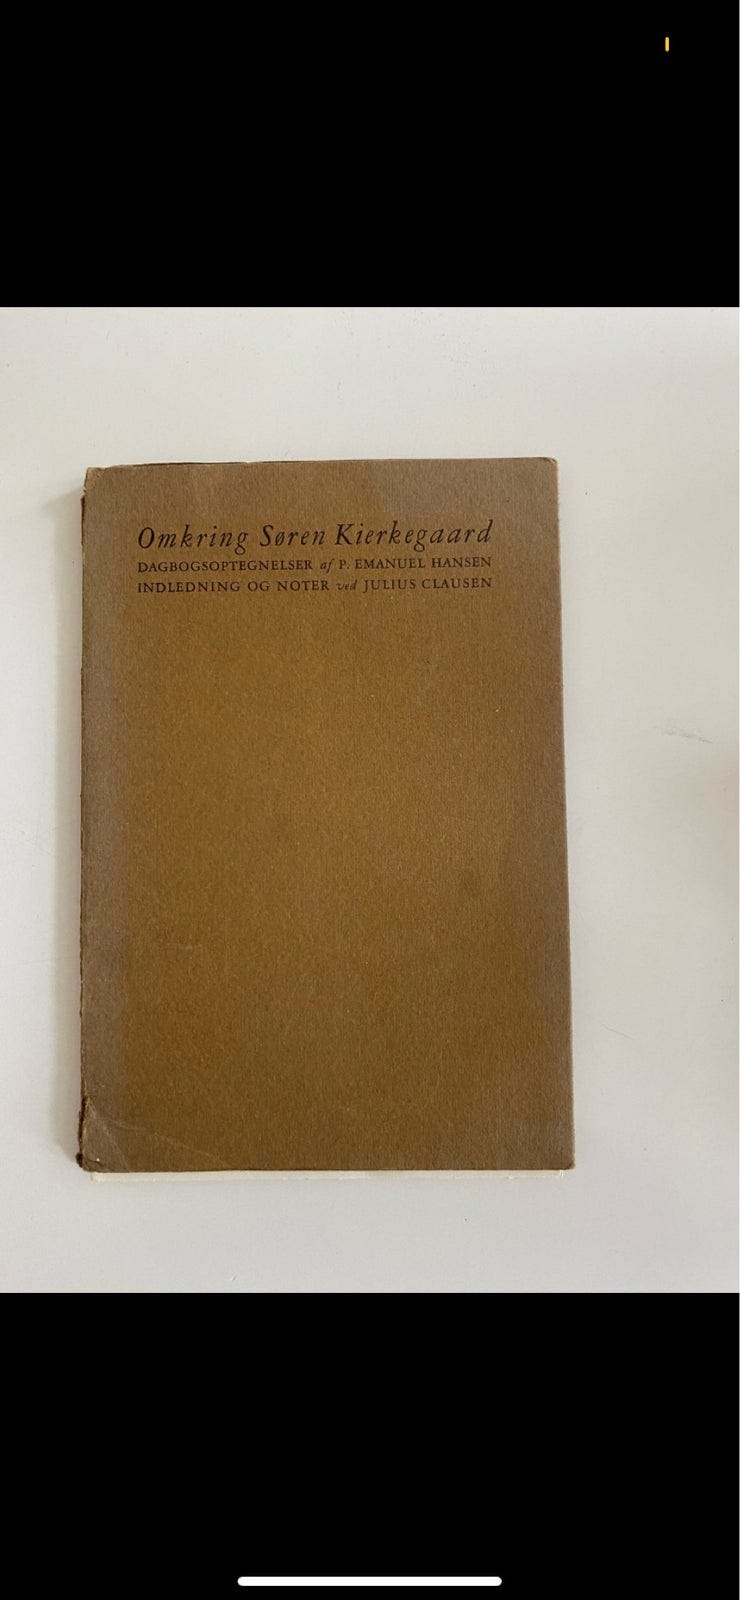 Omkring Søren Kierkegaard
DAGBOGSOPTEGNELSER af P. EMANUEL HANSEN
INDLEDNING OG NOTER ved JULIUS CLAUSEN